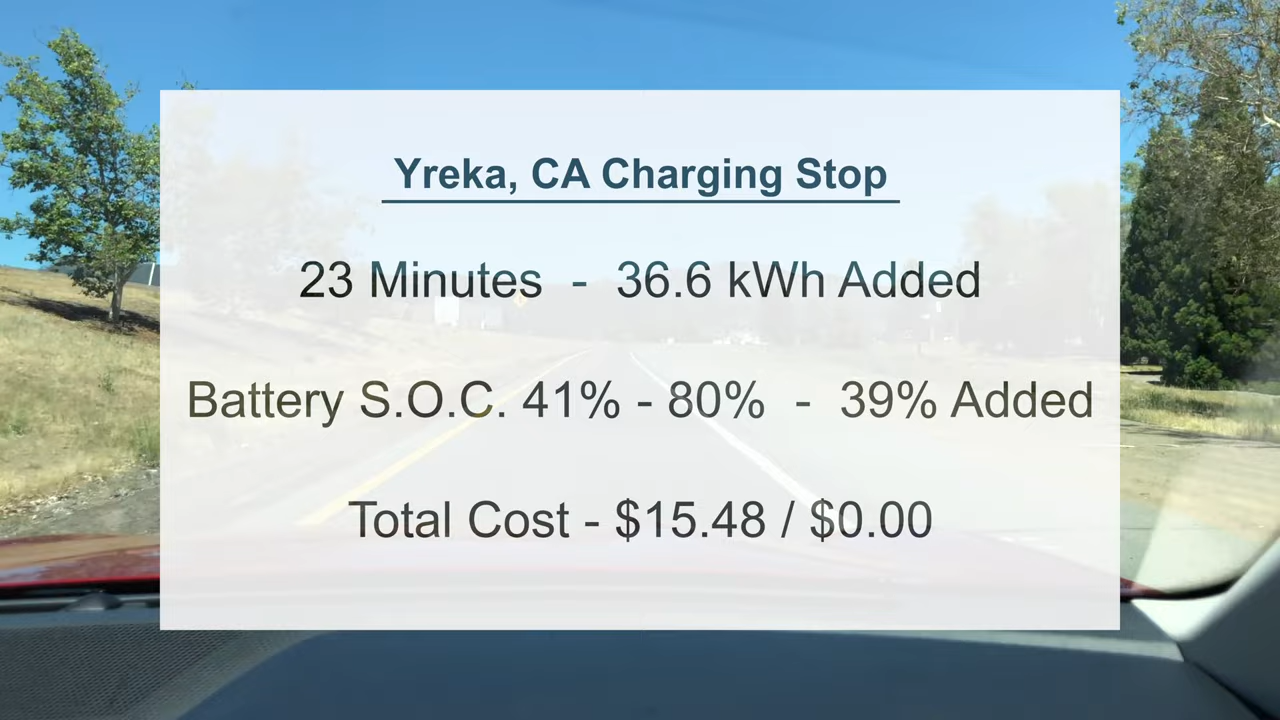 Yreka, CA Charging Stop
23 Minutes - 36.6 kWh Added
Battery S.O.C. 41% - 80% - 39% Added
Total Cost - $15.48 / $0.00